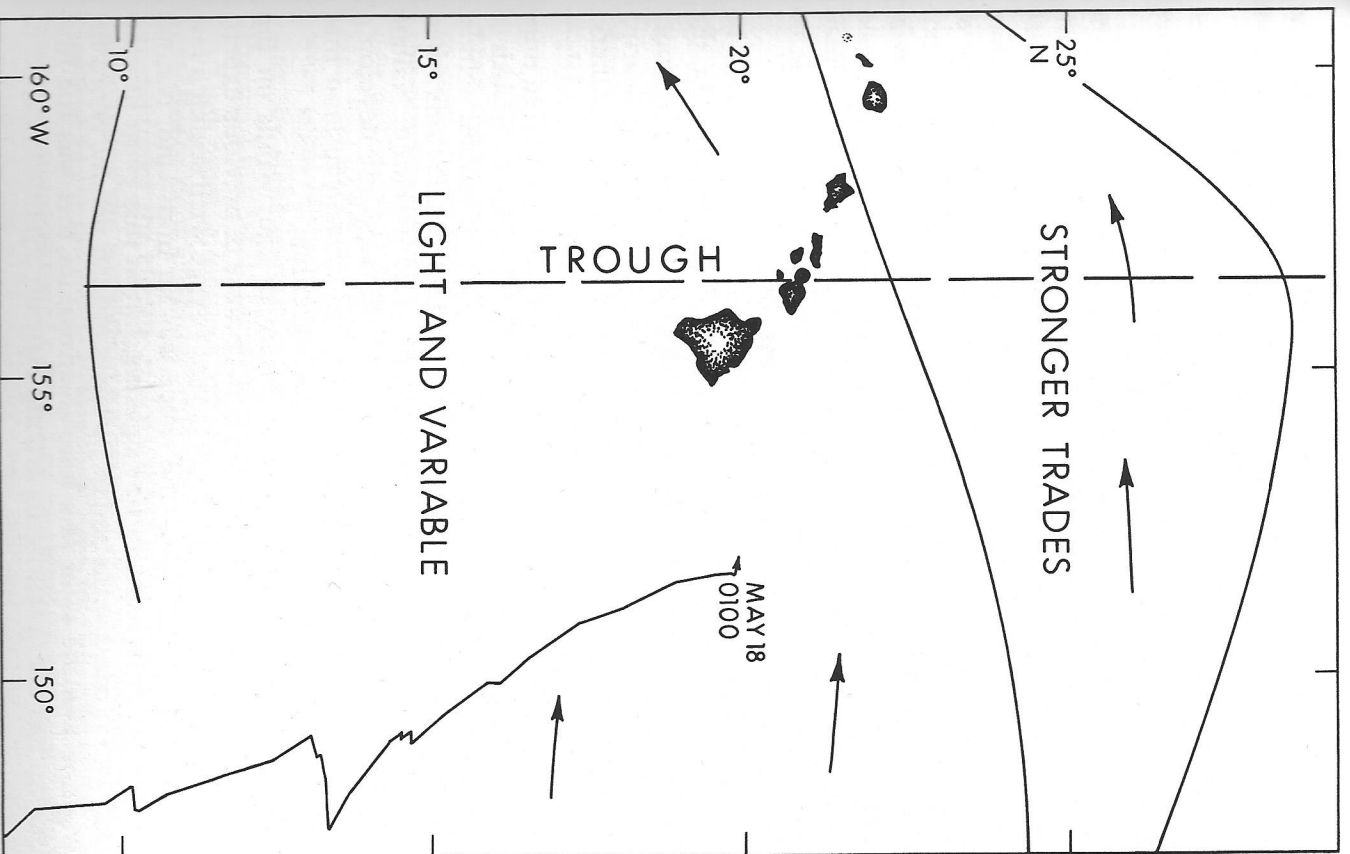 25°
N
STRONGER TRADES
20°
TROUGH
MAY 18
0100
15°
LIGHT AND VARIABLE
10°
160° W
155°
150°